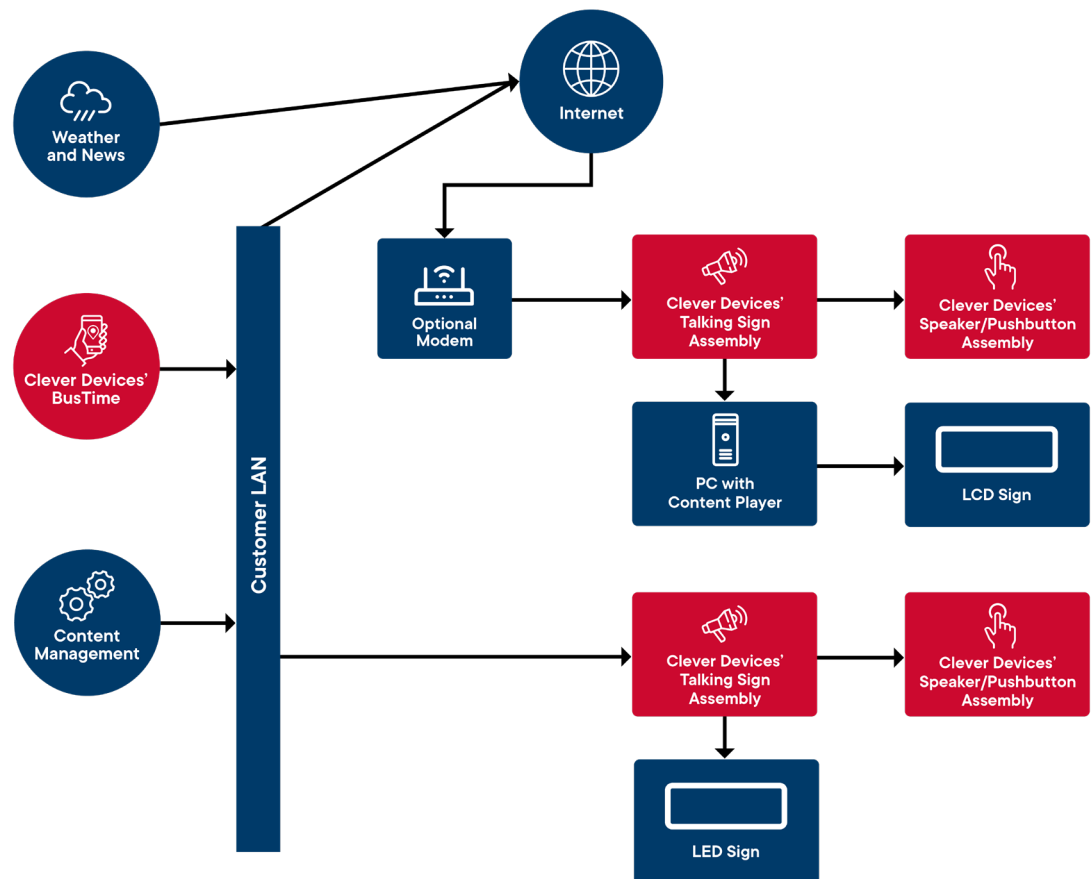 Weather
and News
Internet
Optional
Modem
Clever Devices’
Talking Sign
Assembly
Clever Devices’
Speaker/Pushbutton
Assembly
Clever Devices’
BusTime
PC with
Content Player
LCD Sign
Customer LAN
Content
Management
Clever Devices’
Talking Sign
Assembly
Clever Devices’
Speaker/Pushbutton
Assembly
LED Sign